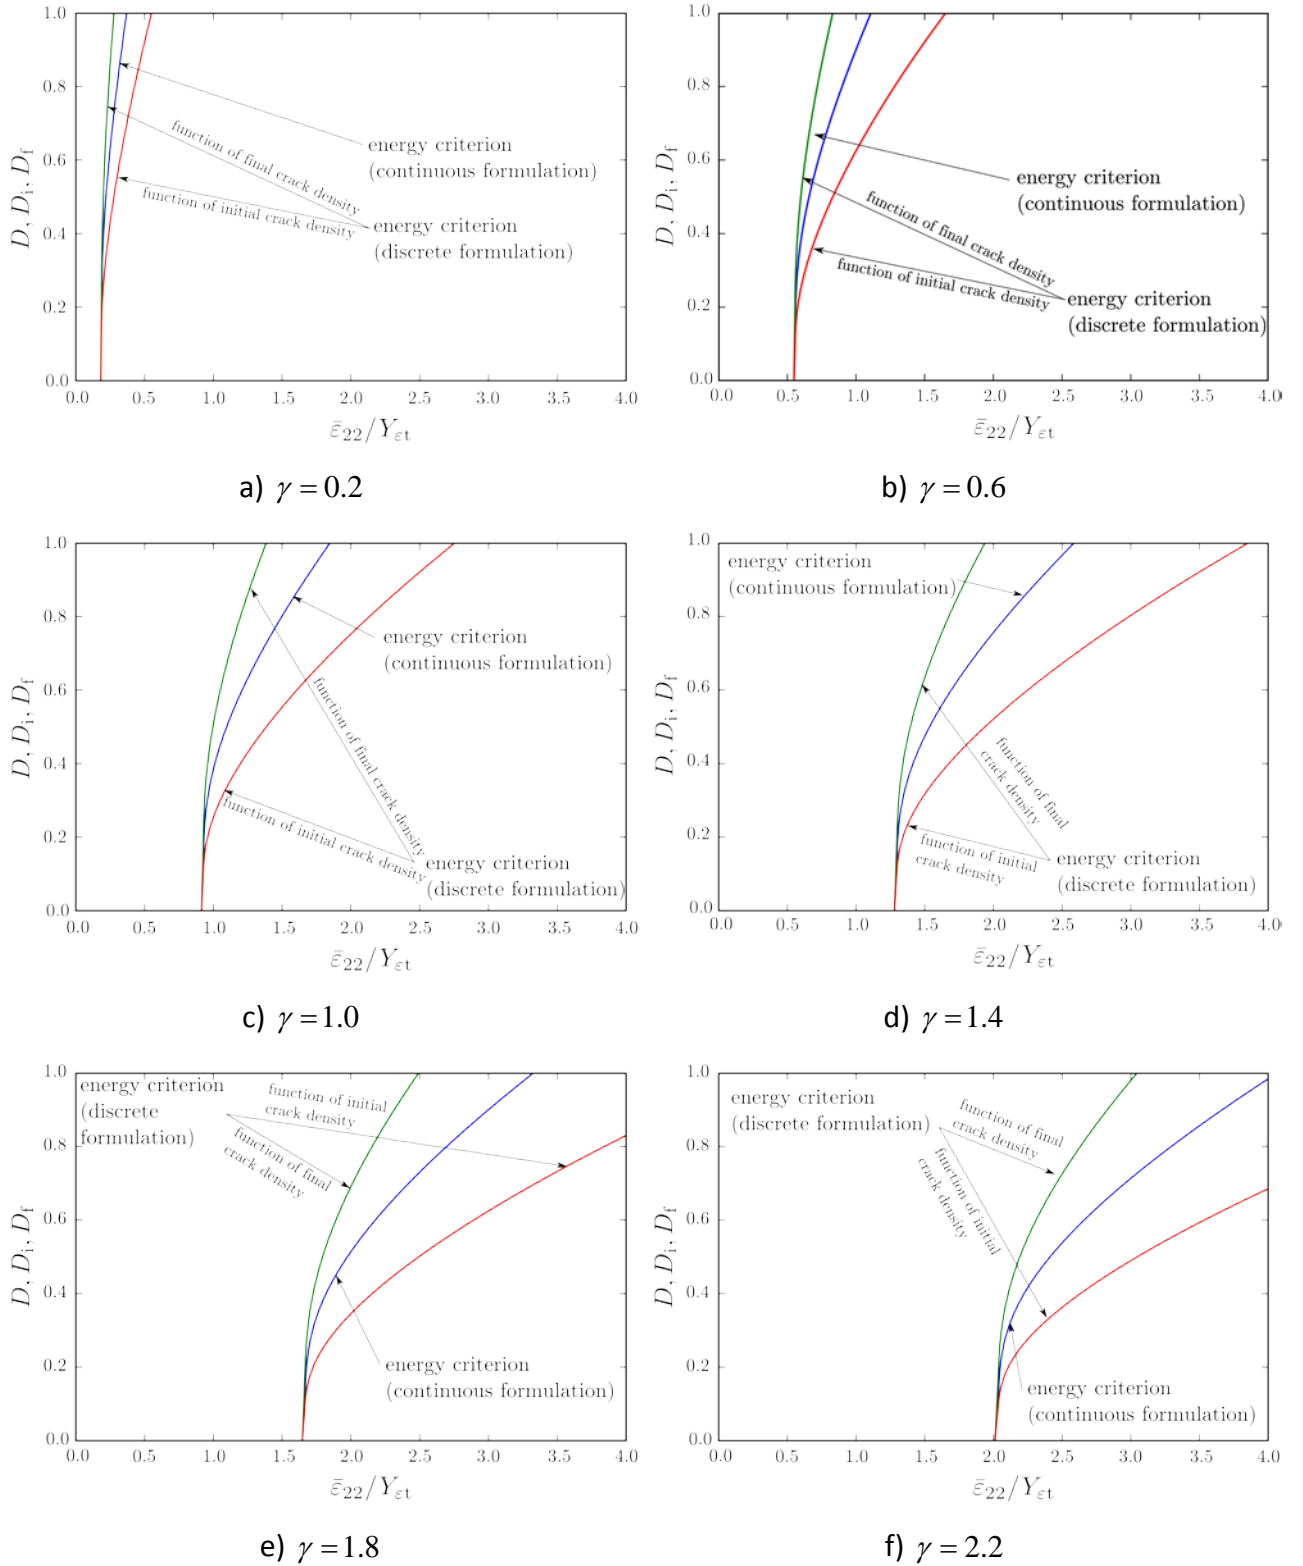 1.0
0.8
0.6
0.4
0.2
0.0
D, D_i, D_f
energy criterion
(continuous formulation)
function of final crack density
function of initial crack density
energy criterion
(discrete formulation)
0.0 0.5 1.0 1.5 2.0 2.5 3.0 3.5 4.0
ε̄₂₂/Y_εt
a) γ = 0.2
1.0
0.8
0.6
0.4
0.2
0.0
D, D_i, D_f
energy criterion
(continuous formulation)
function of final crack density
function of initial crack density
energy criterion
(discrete formulation)
0.0 0.5 1.0 1.5 2.0 2.5 3.0 3.5 4.0
ε̄₂₂/Y_εt
b) γ = 0.6
1.0
0.8
0.6
0.4
0.2
0.0
D, D_i, D_f
energy criterion
(continuous formulation)
function of final crack density
function of initial crack density
energy criterion
(discrete formulation)
0.0 0.5 1.0 1.5 2.0 2.5 3.0 3.5 4.0
ε̄₂₂/Y_εt
c) γ = 1.0
1.0
0.8
0.6
0.4
0.2
0.0
D, D_i, D_f
energy criterion
(continuous formulation)
function of final
crack density
function of initial
crack density
energy criterion
(discrete formulation)
0.0 0.5 1.0 1.5 2.0 2.5 3.0 3.5 4.0
ε̄₂₂/Y_εt
d) γ = 1.4
1.0
0.8
0.6
0.4
0.2
0.0
D, D_i, D_f
energy criterion
(discrete
formulation)
function of initial
crack density
function of final
crack density
energy criterion
(continuous formulation)
0.0 0.5 1.0 1.5 2.0 2.5 3.0 3.5 4.0
ε̄₂₂/Y_εt
e) γ = 1.8
1.0
0.8
0.6
0.4
0.2
0.0
D, D_i, D_f
energy criterion
(discrete formulation)
function of final
crack density
function of initial
crack density
energy criterion
(continuous formulation)
0.0 0.5 1.0 1.5 2.0 2.5 3.0 3.5 4.0
ε̄₂₂/Y_εt
f) γ = 2.2